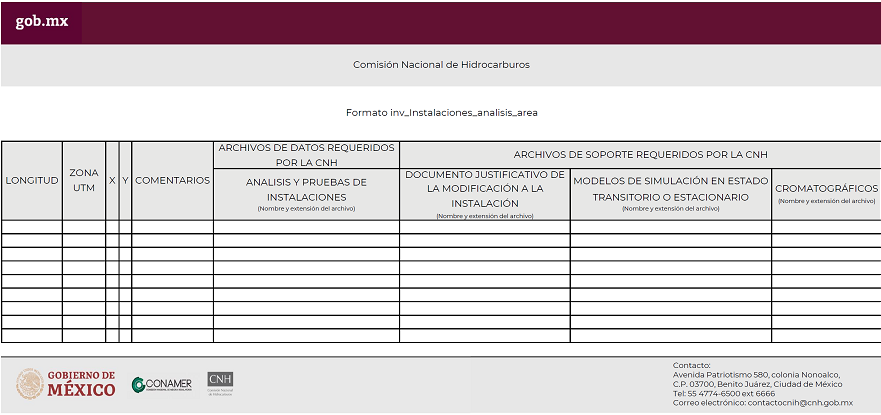 gob.mx
Comisión Nacional de Hidrocarburos
Formato inv_Instalaciones_analisis_area
LONGITUD
ZONA
UTM
X
Y
COMENTARIOS
ARCHIVOS DE DATOS REQUERIDOS
POR LA CNH
ANALISIS Y PRUEBAS DE
INSTALACIONES
(Nombre y extensión del archivo)
ARCHIVOS DE SOPORTE REQUERIDOS POR LA CNH
DOCUMENTO JUSTIFICATIVO DE
LA MODIFICACIÓN A LA
INSTALACIÓN
(Nombre y extensión del archivo)
MODELOS DE SIMULACIÓN EN ESTADO
TRANSITORIO O ESTACIONARIO
(Nombre y extensión del archivo)
CROMATOGRÁFICOS
(Nombre y extensión del archivo)
GOBIERNO DE
MÉXICO
CONAMER
CNH
Comisión Nacional
de Hidrocarburos
Contacto:
Avenida Patriotismo 580, colonia Nonoalco,
C.P. 03700, Benito Juárez, Ciudad de México
Tel: 55 4774-6500 ext 6666
Correo electrónico: contactocnih@cnh.gob.mx